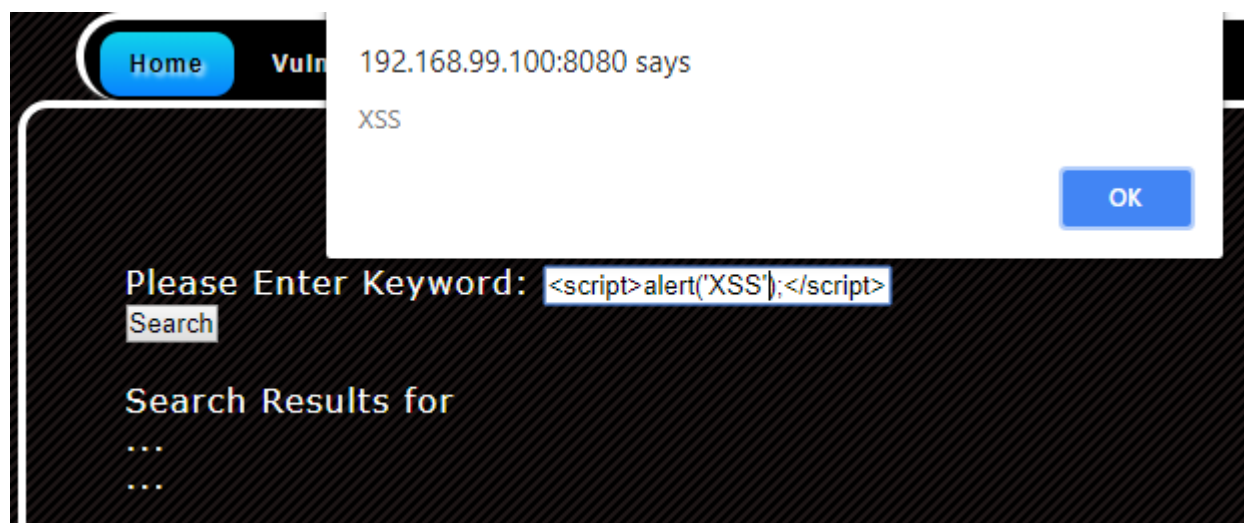 Home Vuln
192.168.99.100:8080 says
XSS
OK
Please Enter Keyword: <script>alert('XSS');</script>
Search
Search Results for
...
...